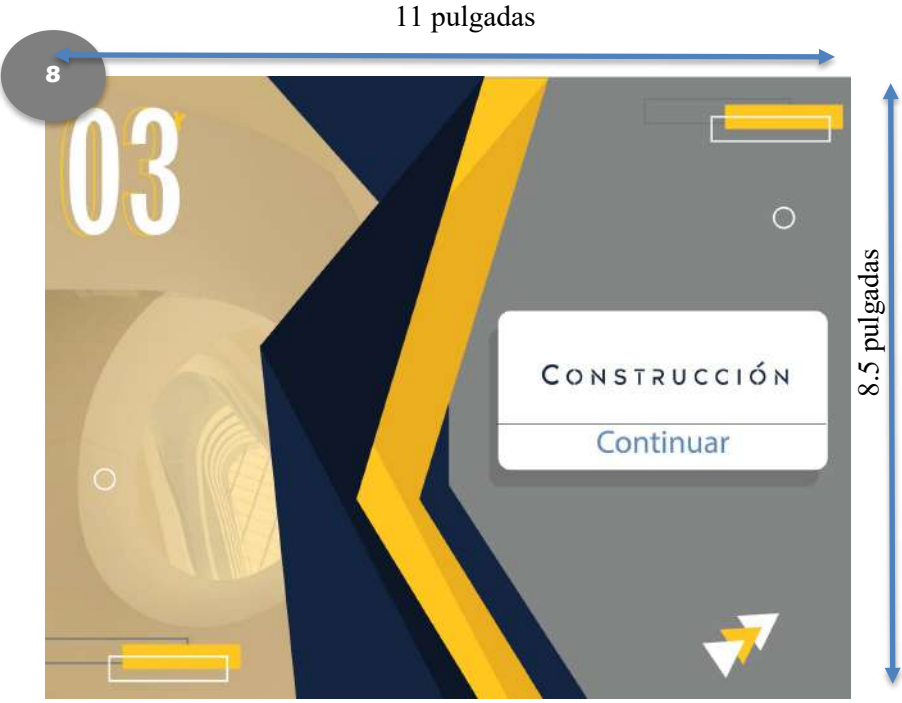 11 pulgadas
8
03
CONSTRUCCIÓN
Continuar
8.5 pulgadas